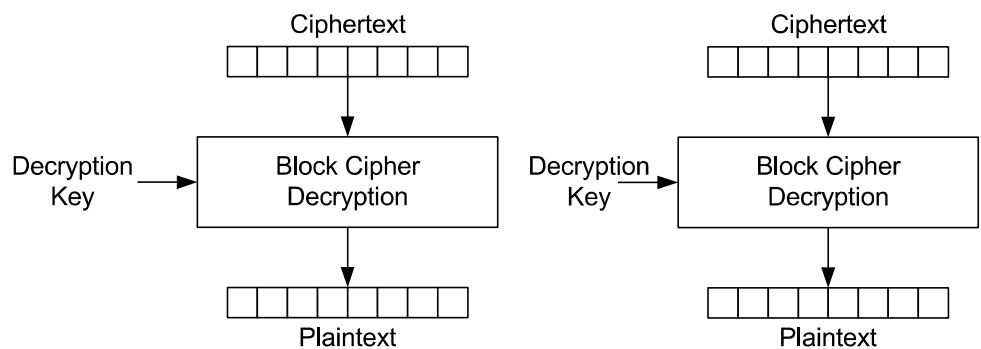 Ciphertext
Decryption
Key
Block Cipher
Decryption
Plaintext
Ciphertext
Decryption
Key
Block Cipher
Decryption
Plaintext